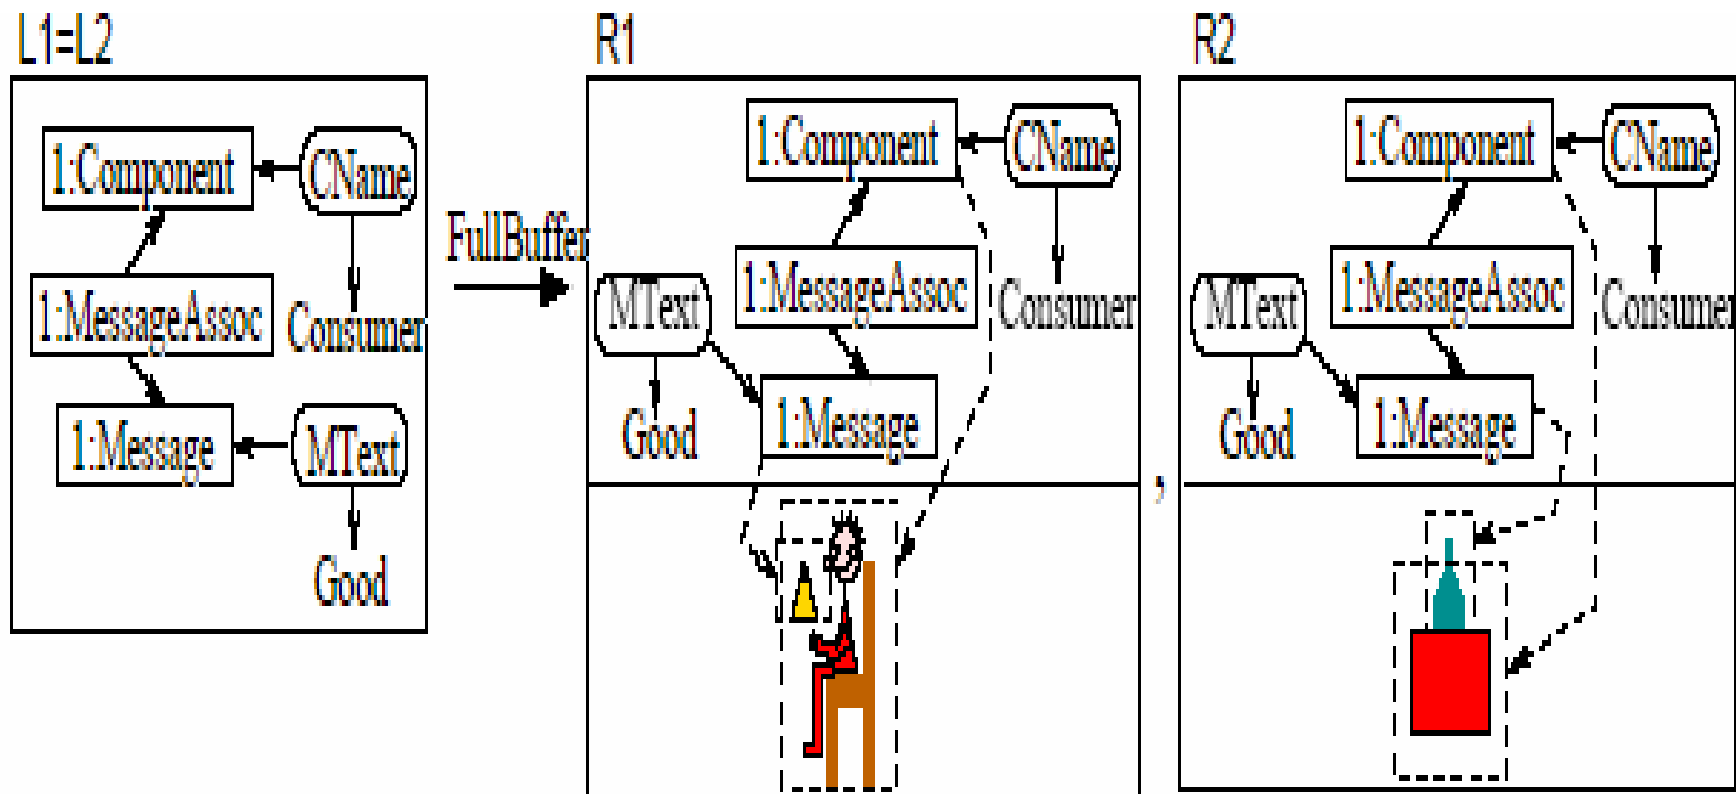 L1=L2
1:Component
CName
1:MessageAssoc
Consumer
1:Message
MText
Good
FullBuffer
R1
1:Component
CName
MText
1:MessageAssoc
Consumer
Good
1:Message
,
R2
1:Component
CName
MText
1:MessageAssoc
Consumer
Good
1:Message